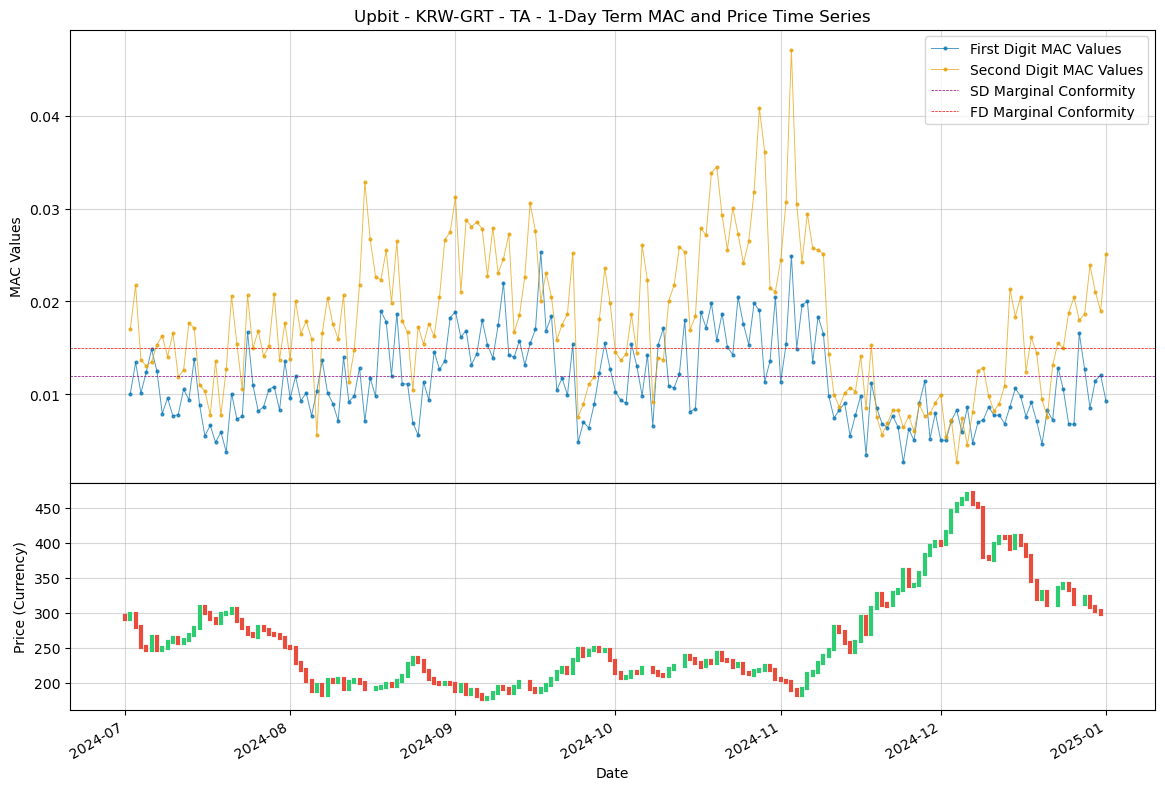 Upbit - KRW-GRT - TA - 1-Day Term MAC and Price Time Series
First Digit MAC Values
Second Digit MAC Values
SD Marginal Conformity
FD Marginal Conformity
MAC Values
0.04
0.03
0.02
0.01
Price (Currency)
450
400
350
300
250
200
2024-07
2024-08
2024-09
2024-10
2024-11
2024-12
2025-01
Date